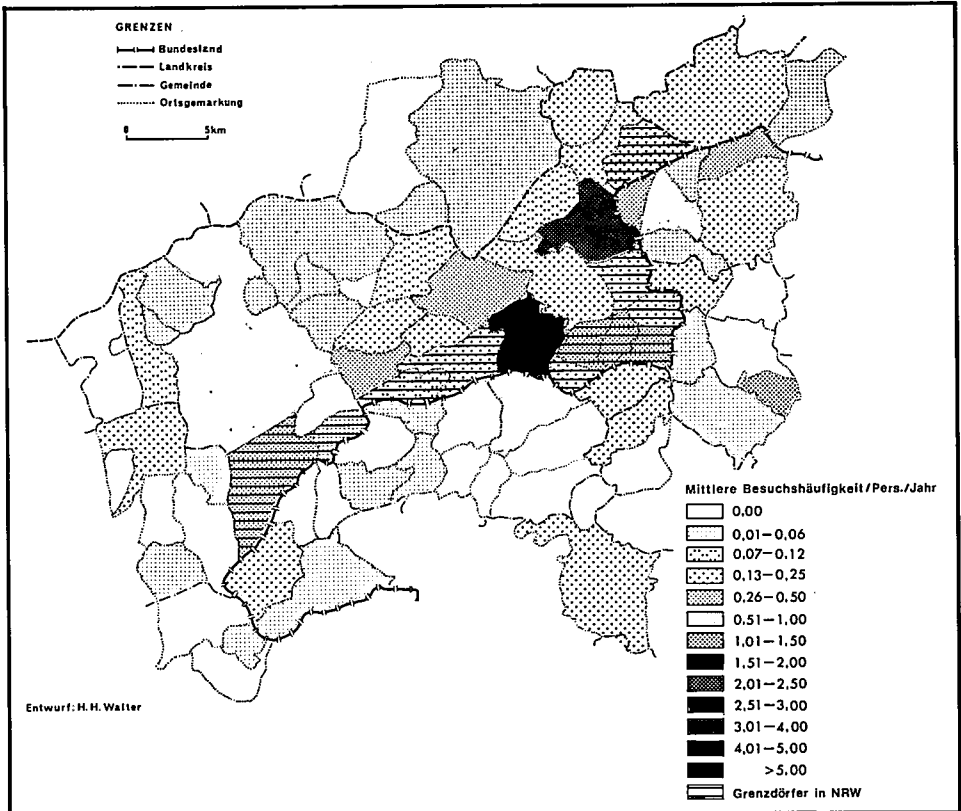 GRENZEN
Bundesland
Landkreis
Gemeinde
Ortsgemarkung
0 5km
Mittlere Besuchshäufigkeit/Pers./Jahr
0,00
0,01–0,06
0,07–0,12
0,13–0,25
0,26–0,50
0,51–1,00
1,01–1,50
1,51–2,00
2,01–2,50
2,51–3,00
3,01–4,00
4,01–5,00
>5,00
Grenzdörfer in NRW
Entwurf: H.H. Walter